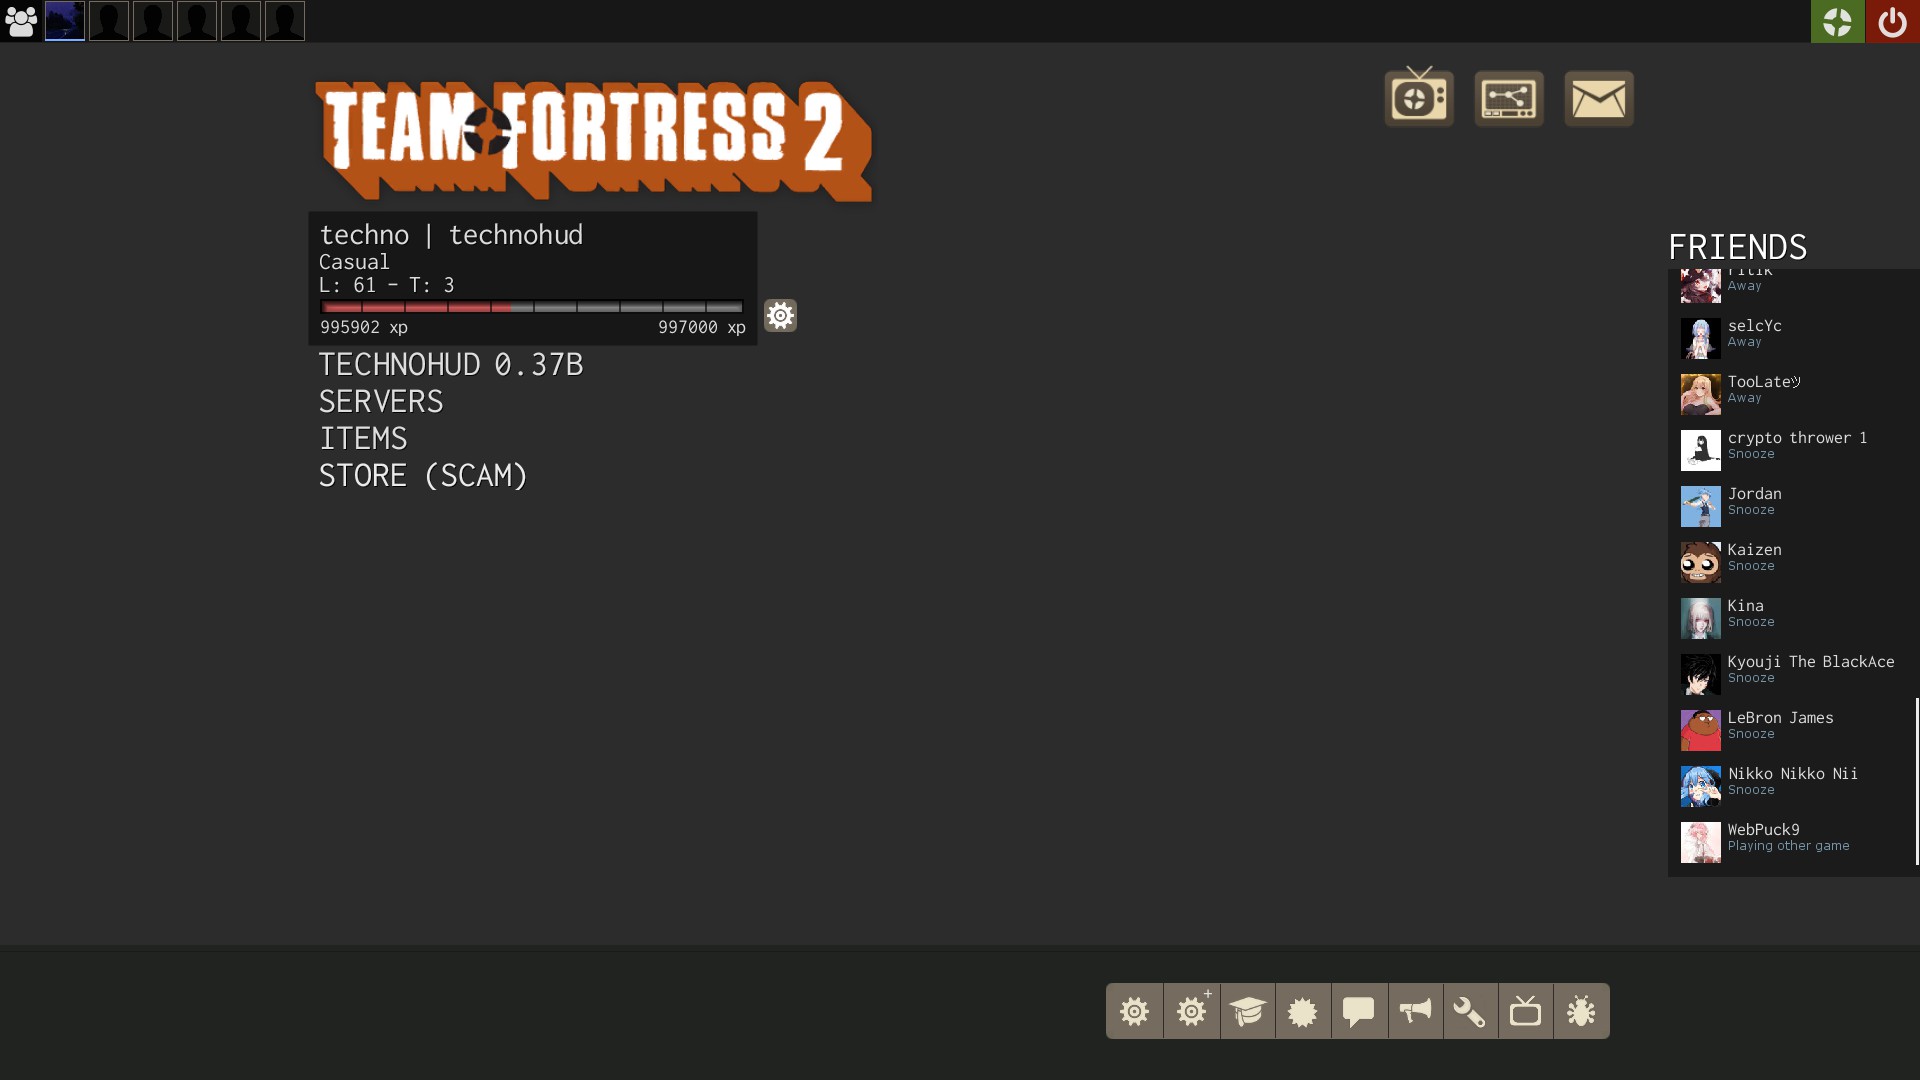 TEAM FORTRESS 2
techno | technohud
Casual
L: 61 - T: 3
995902 xp
997000 xp
TECHNOHUD 0.37B
SERVERS
ITEMS
STORE (SCAM)
FRIENDS
Away
selcYc
Away
TooLateツ
Away
crypto thrower 1
Snooze
Jordan
Snooze
Kaizen
Snooze
Kina
Snooze
Kyouji The BlackAce
Snooze
LeBron James
Snooze
Nikko Nikko Nii
Snooze
WebPuck9
Playing other game